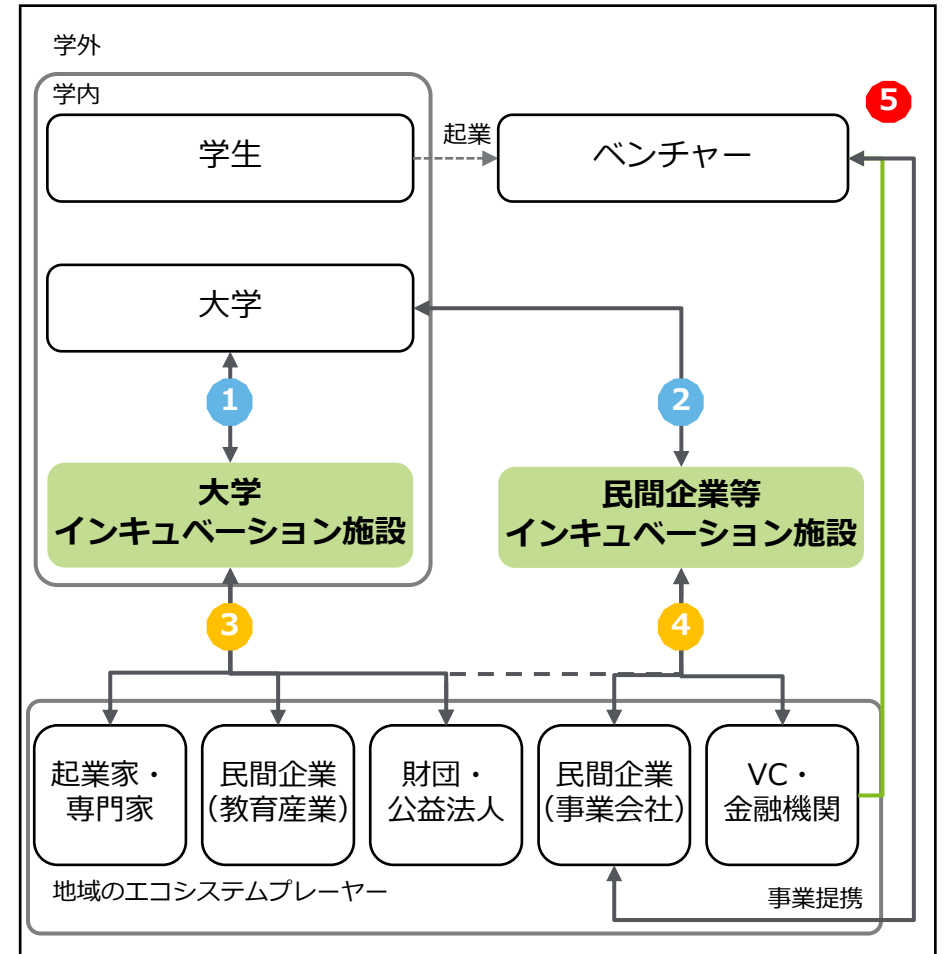 学外
学内
5
学生
起業
ベンチャー
大学
1
2
大学
インキュベーション施設
民間企業等
インキュベーション施設
3
4
起業家・
専門家
民間企業
(教育産業)
財団・
公益法人
民間企業
(事業会社)
VC・
金融機関
地域のエコシステムプレーヤー
事業提携